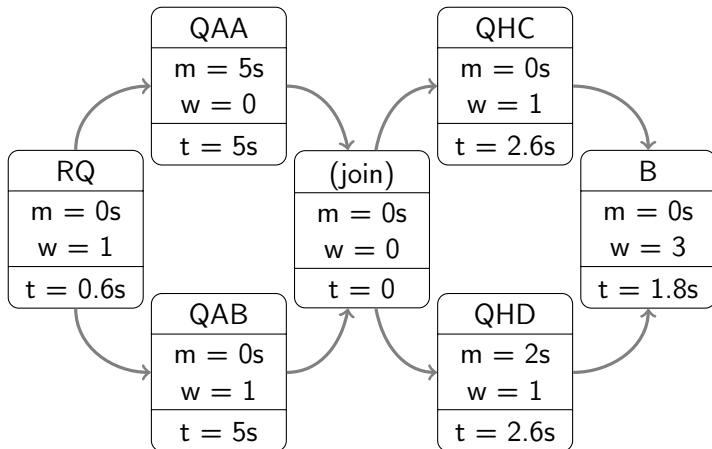 QAA
m = 5s
w = 0
t = 5s
QHC
m = 0s
w = 1
t = 2.6s
RQ
m = 0s
w = 1
t = 0.6s
(join)
m = 0s
w = 0
t = 0
B
m = 0s
w = 3
t = 1.8s
QAB
m = 0s
w = 1
t = 5s
QHD
m = 2s
w = 1
t = 2.6s